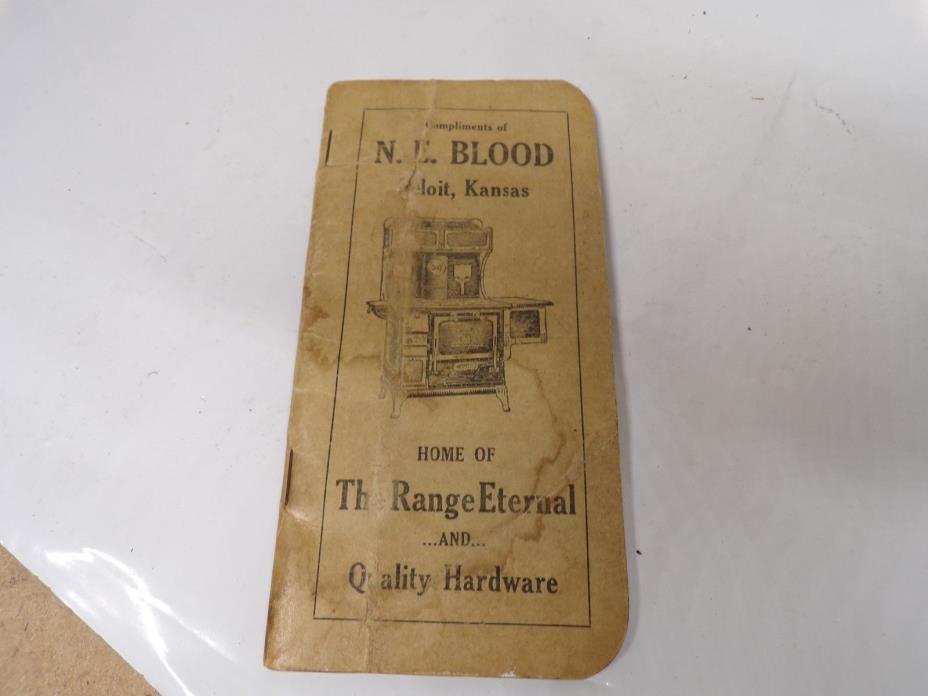 Compliments of
N. E. BLOOD
Beloit, Kansas
HOME OF
The Range Eternal
...AND...
Quality Hardware